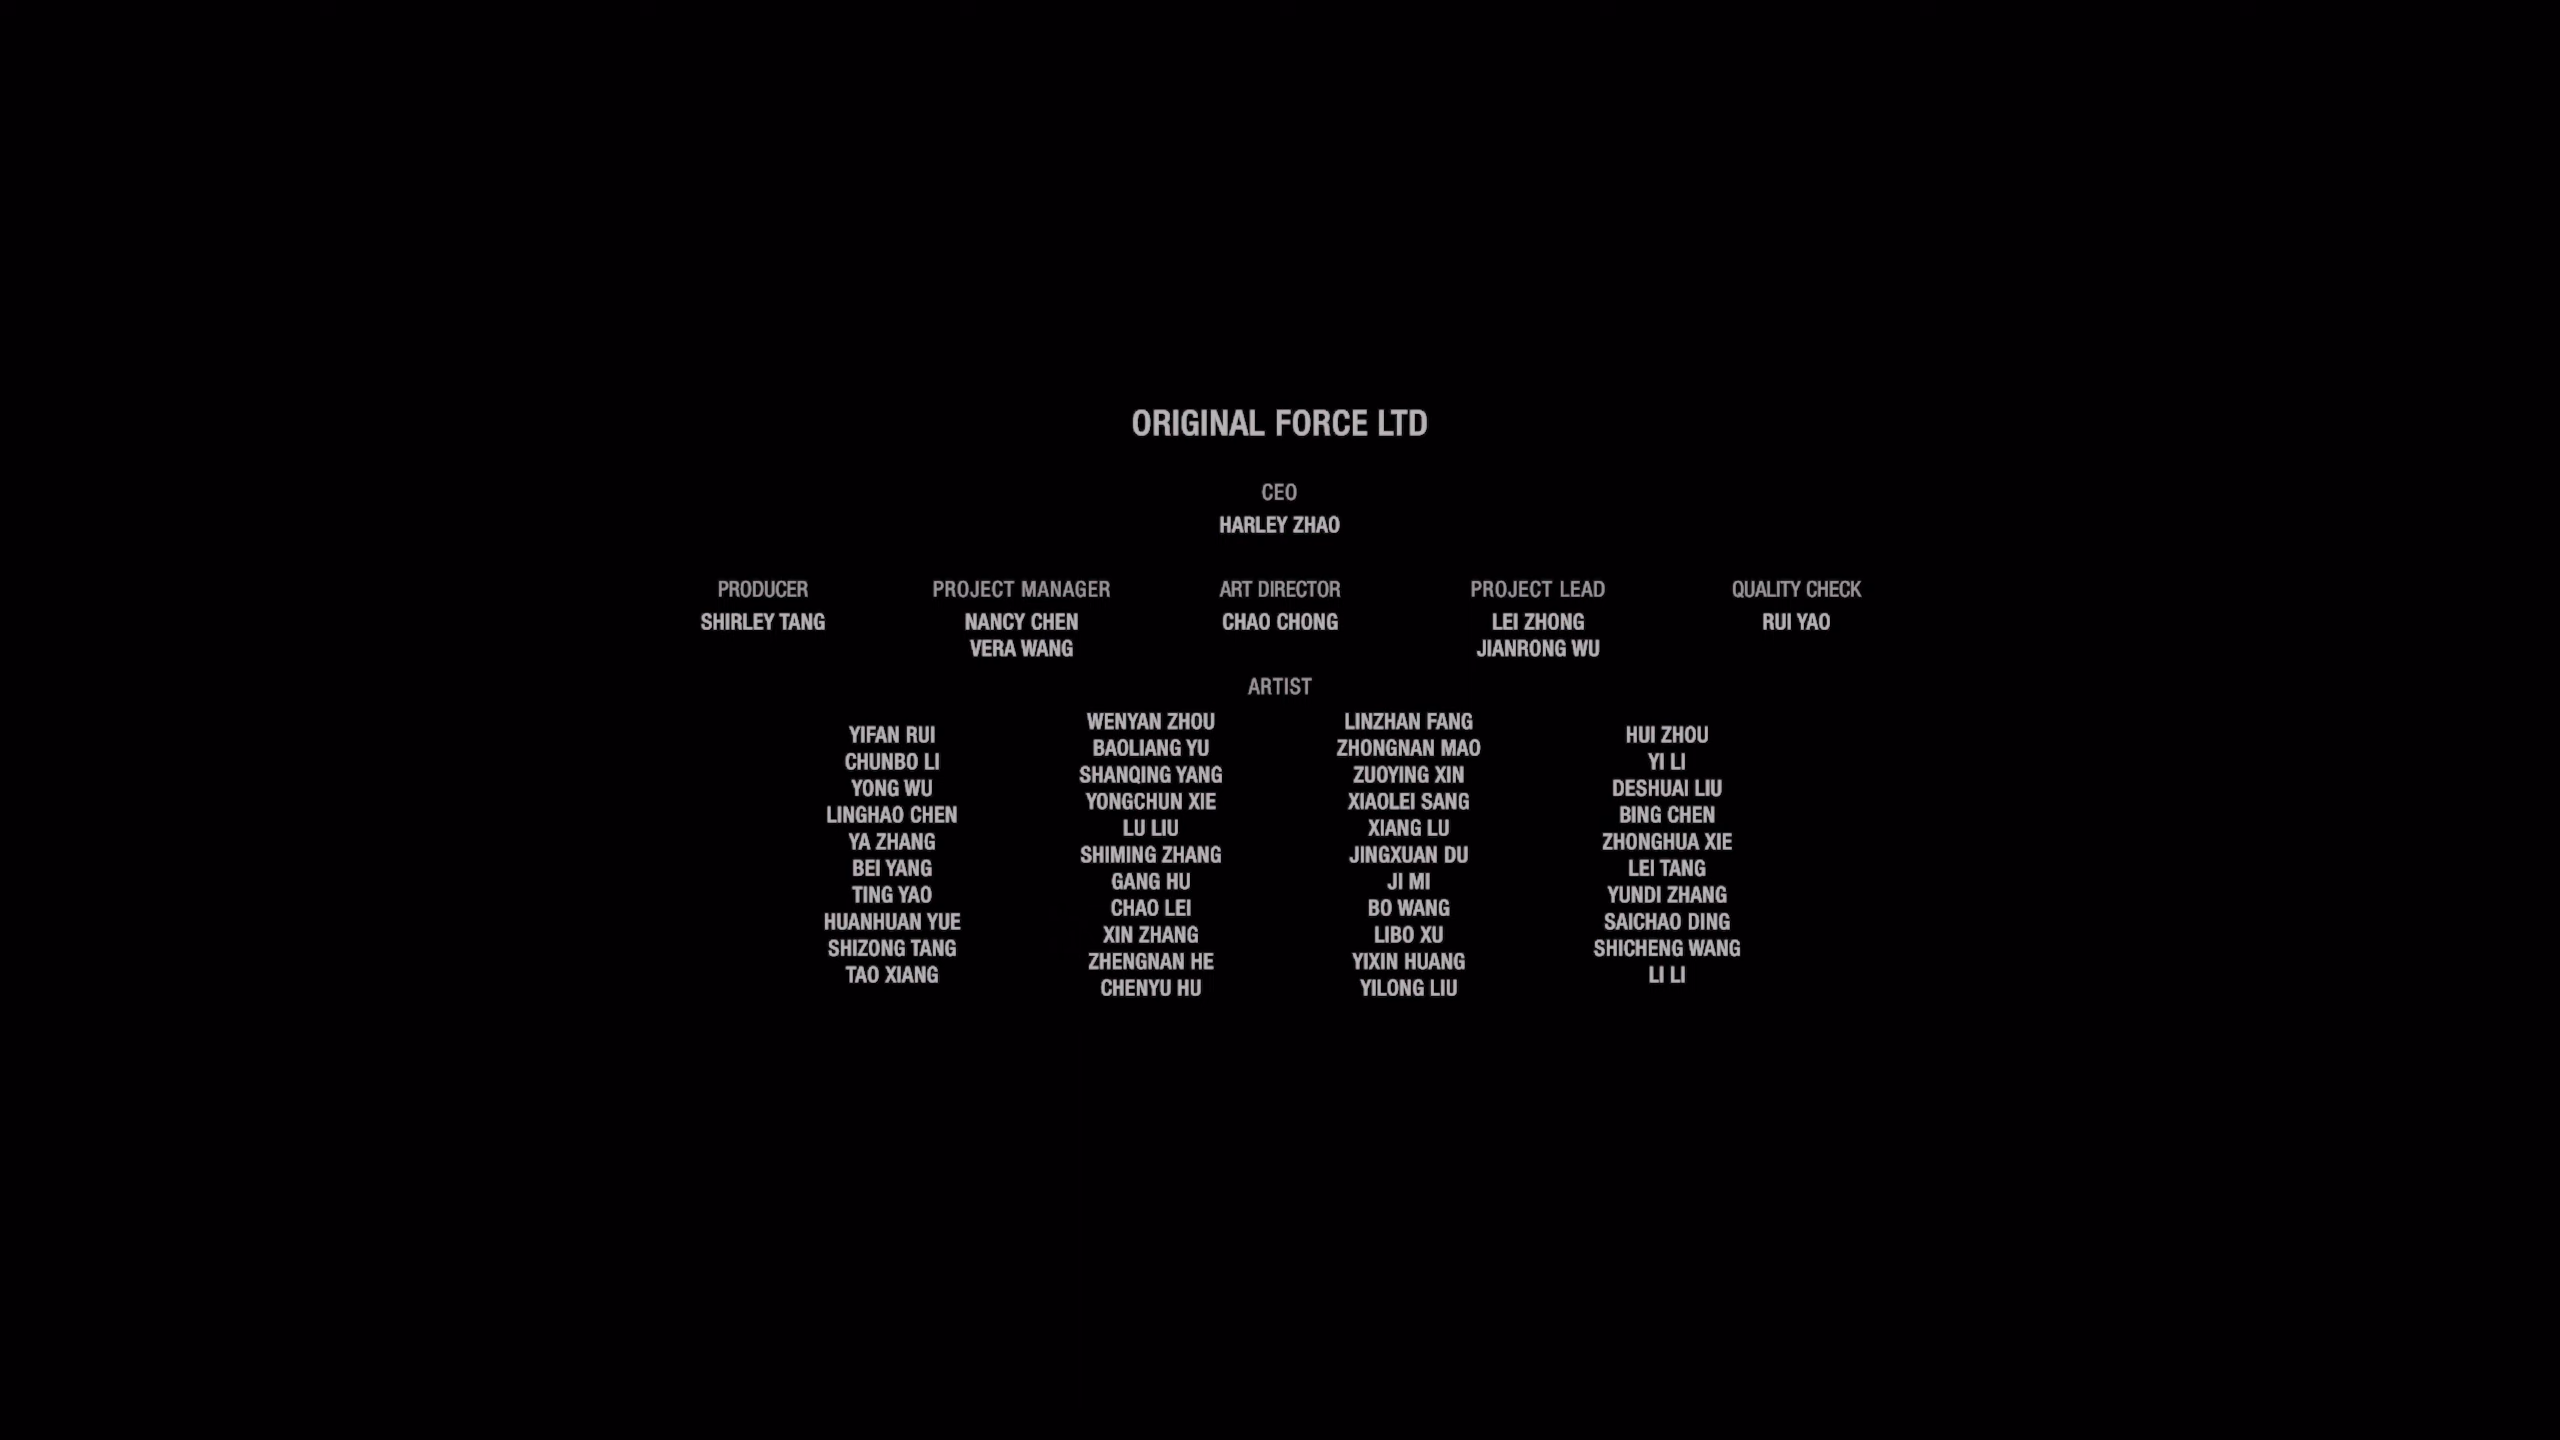 ORIGINAL FORCE LTD
CEO
HARLEY ZHAO
PRODUCER
SHIRLEY TANG
PROJECT MANAGER
NANCY CHEN
VERA WANG
ART DIRECTOR
CHAO CHONG
PROJECT LEAD
LEI ZHONG
JIANRONG WU
QUALITY CHECK
RUI YAO
ARTIST
YIFAN RUI
CHUNBO LI
YONG WU
LINGHAO CHEN
YA ZHANG
BEI YANG
TING YAO
HUANHUAN YUE
SHIZONG TANG
TAO XIANG
WENYAN ZHOU
BAOLIANG YU
SHANQING YANG
YONGCHUN XIE
LU LIU
SHIMING ZHANG
GANG HU
CHAO LEI
XIN ZHANG
ZHENGNAN HE
CHENYU HU
LINZHAN FANG
ZHONGNAN MAO
ZUOYING XIN
XIAOLEI SANG
XIANG LU
JINGXUAN DU
JI MI
BO WANG
LIBO XU
YIXIN HUANG
YILONG LIU
HUI ZHOU
YI LI
DESHUAI LIU
BING CHEN
ZHONGHUA XIE
LEI TANG
YUNDI ZHANG
SAICHAO DING
SHICHENG WANG
LI LI